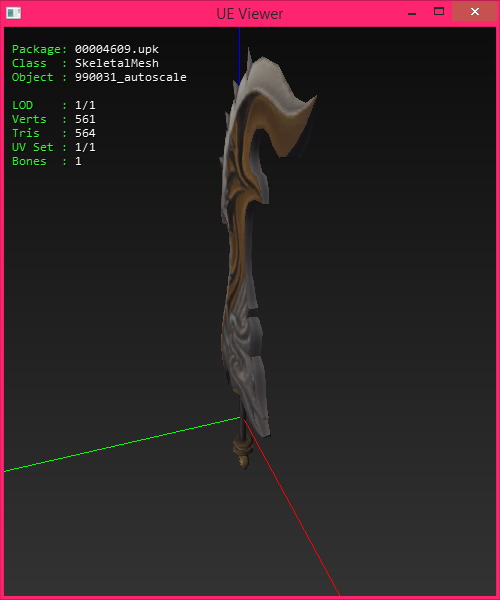 UE Viewer
Package: 00004609.upk
Class  : SkeletalMesh
Object : 990031_autoscale
LOD    : 1/1
Verts  : 561
Tris   : 564
UV Set : 1/1
Bones  : 1